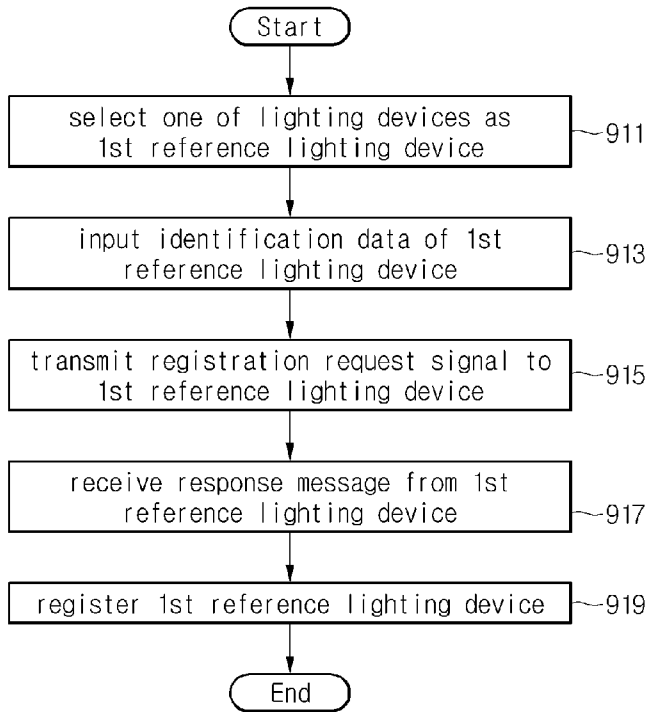 Start
select one of lighting devices as
1st reference lighting device
911
input identification data of 1st
reference lighting device
913
transmit registration request signal to
1st reference lighting device
915
receive response message from 1st
reference lighting device
917
register 1st reference lighting device
919
End